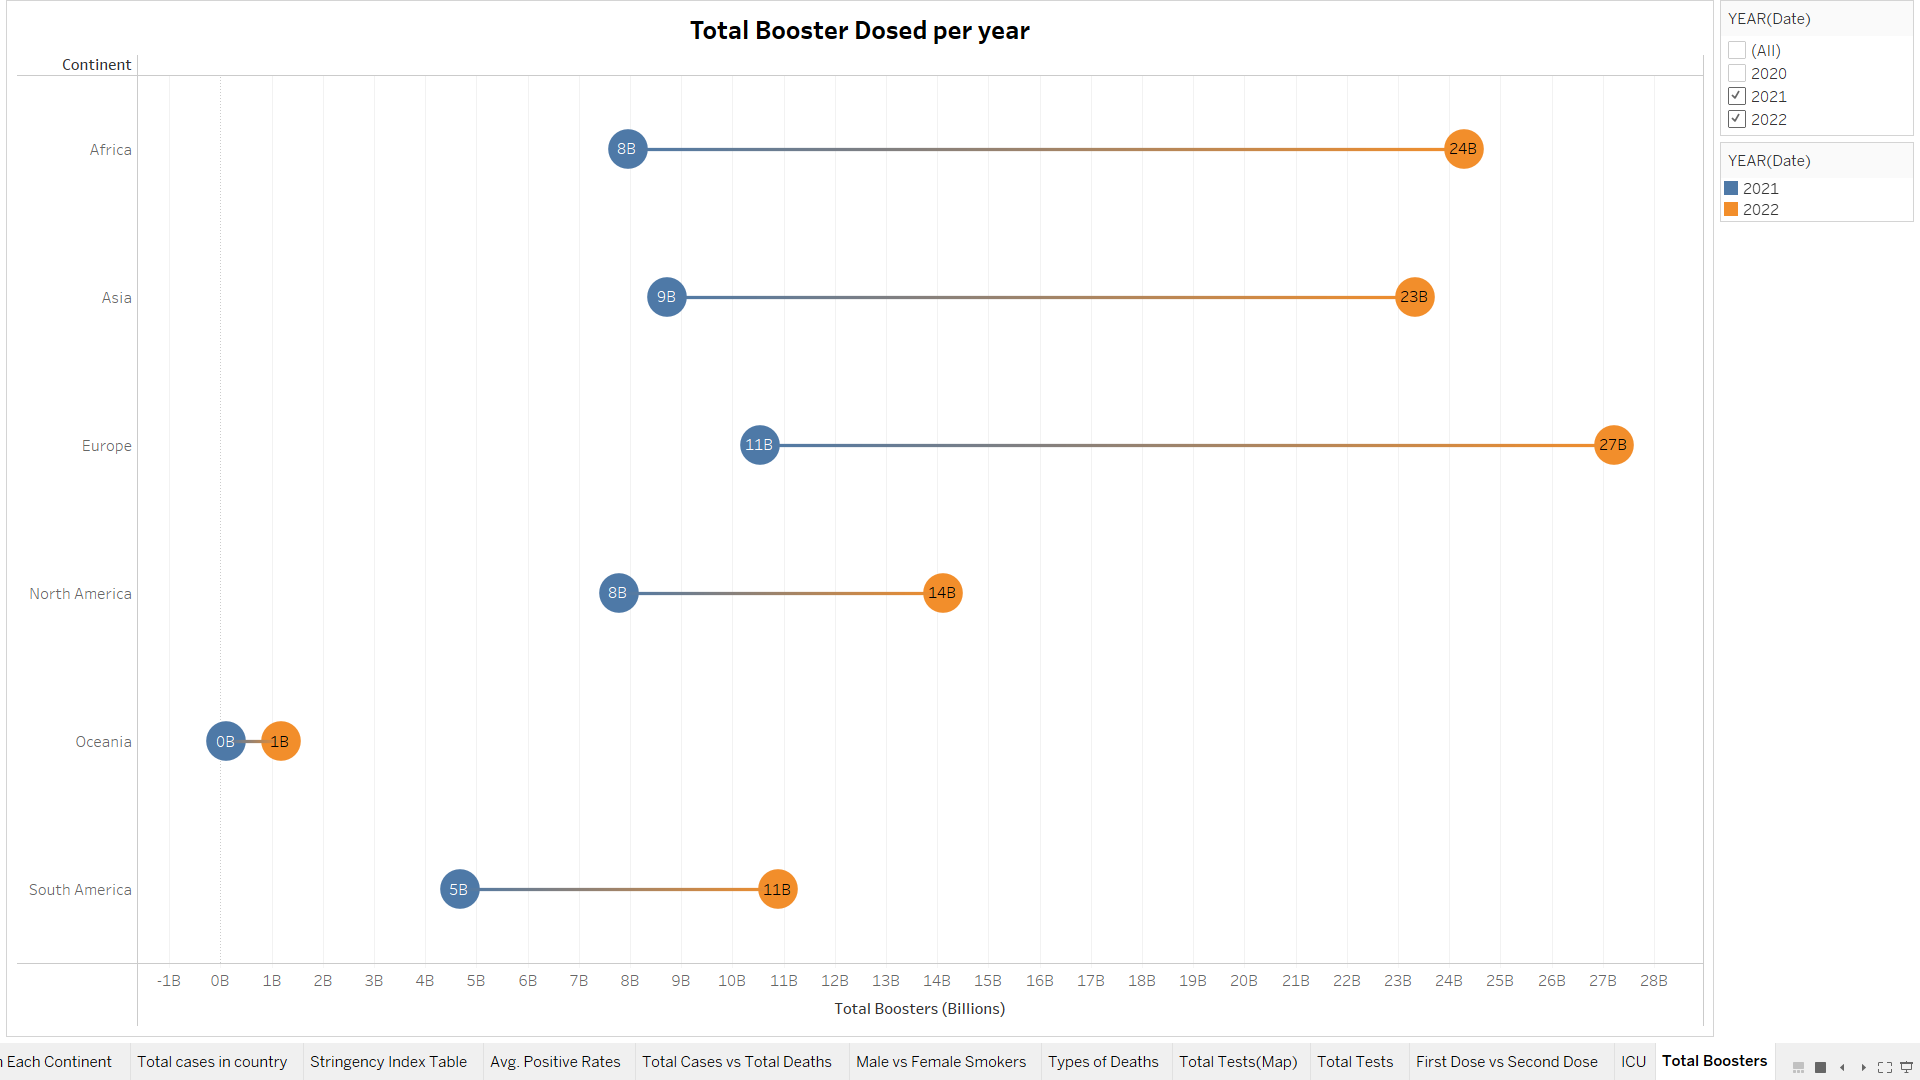 Total Booster Dosed per year
Continent
Africa
8B
24B
Asia
9B
23B
Europe
11B
27B
North America
8B
14B
Oceania
0B
1B
South America
5B
11B
-1B 0B 1B 2B 3B 4B 5B 6B 7B 8B 9B 10B 11B 12B 13B 14B 15B 16B 17B 18B 19B 20B 21B 22B 23B 24B 25B 26B 27B 28B
Total Boosters (Billions)
YEAR(Date)
(All)
2020
2021
2022
YEAR(Date)
2021
2022
Each Continent Total cases in country Stringency Index Table Avg. Positive Rates Total Cases vs Total Deaths Male vs Female Smokers Types of Deaths Total Tests(Map) Total Tests First Dose vs Second Dose ICU Total Boosters